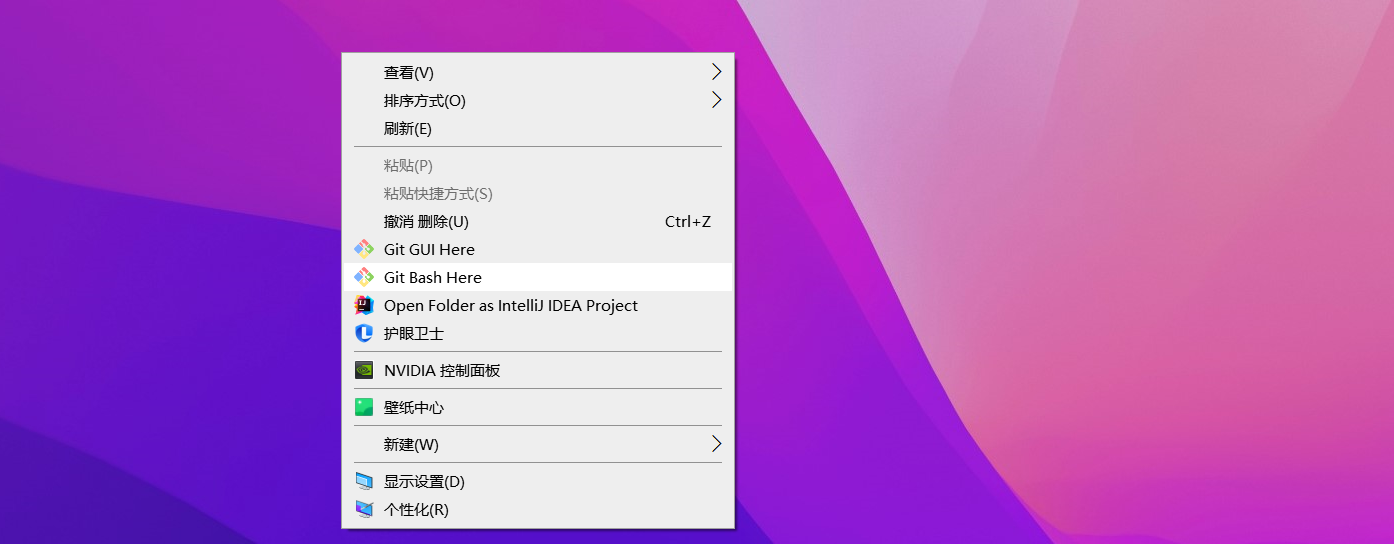 查看(V)
排序方式(O)
刷新(E)
粘贴(P)
粘贴快捷方式(S)
撤消 删除(U) Ctrl+Z
Git GUI Here
Git Bash Here
Open Folder as IntelliJ IDEA Project
护眼卫士
NVIDIA 控制面板
壁纸中心
新建(W)
显示设置(D)
个性化(R)